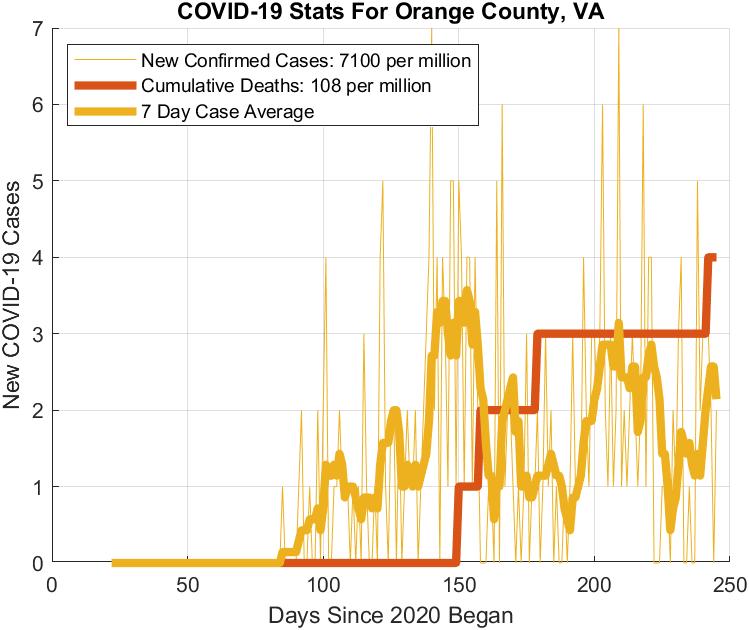 COVID-19 Stats For Orange County, VA
New Confirmed Cases: 7100 per million
Cumulative Deaths: 108 per million
7 Day Case Average
New COVID-19 Cases
7
6
5
4
3
2
1
0
0 50 100 150 200 250
Days Since 2020 Began